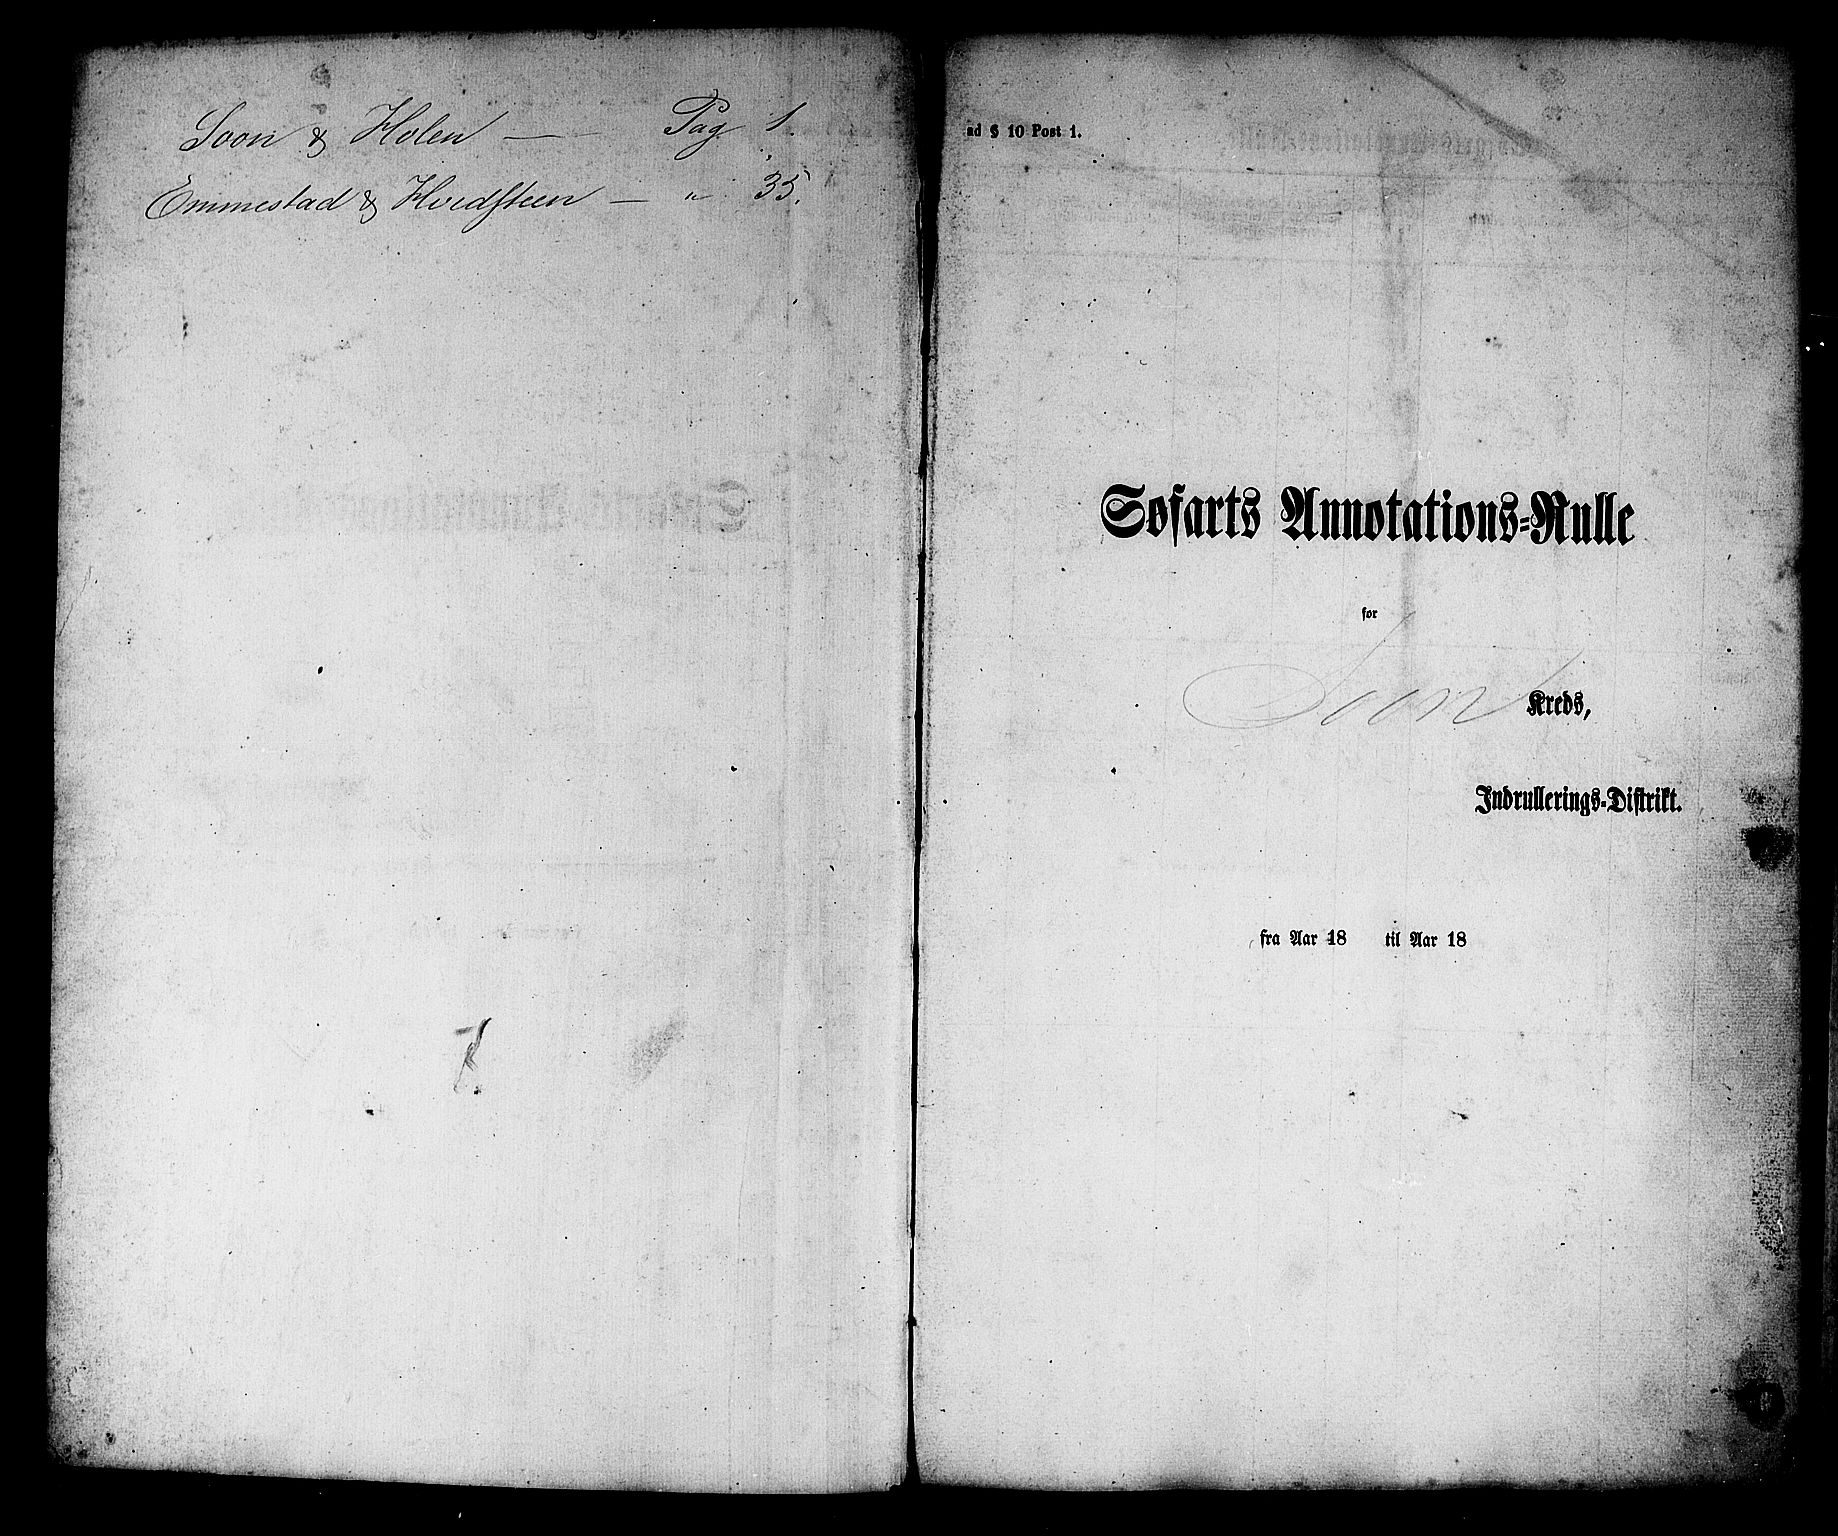 Soon & Holen — Pag 1.
Emmestad & Hvidsteen — " 35.
ad § 10 Post 1.
Søfarts Annotations=Rulle
for
Soon Kreds,
Indrullerings=Distrikt.
fra Aar 18 til Aar 18